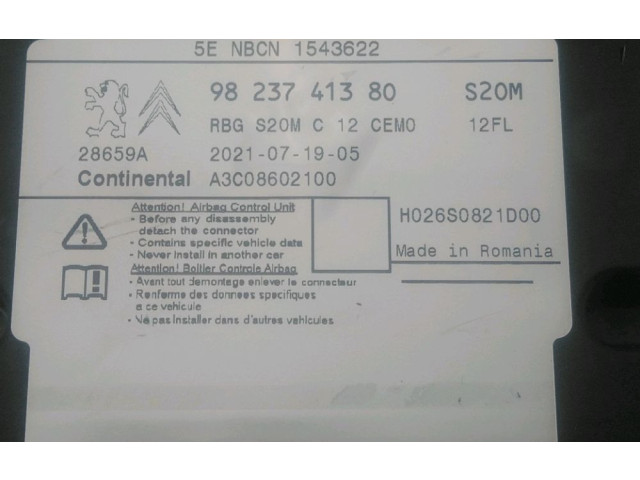 5E NBCN 1543622
98 237 413 80 S20M
RBG S20M C 12 CEMO 12FL
28659A 2021-07-19-05
Continental A3C08602100
Attention! Airbag Control Unit
- Before any disassembly
detach the connector
- Contains specific vehicle data
- Never Install in another car
Attention! Boîtier Controle Airbag
- Avant tout demontage enlever le connecteur
- Renferme des donnees specifiques
a ce vehicule
- Ne pas Installer dans d'autres vehicules
H026S0821D00
Made in Romania